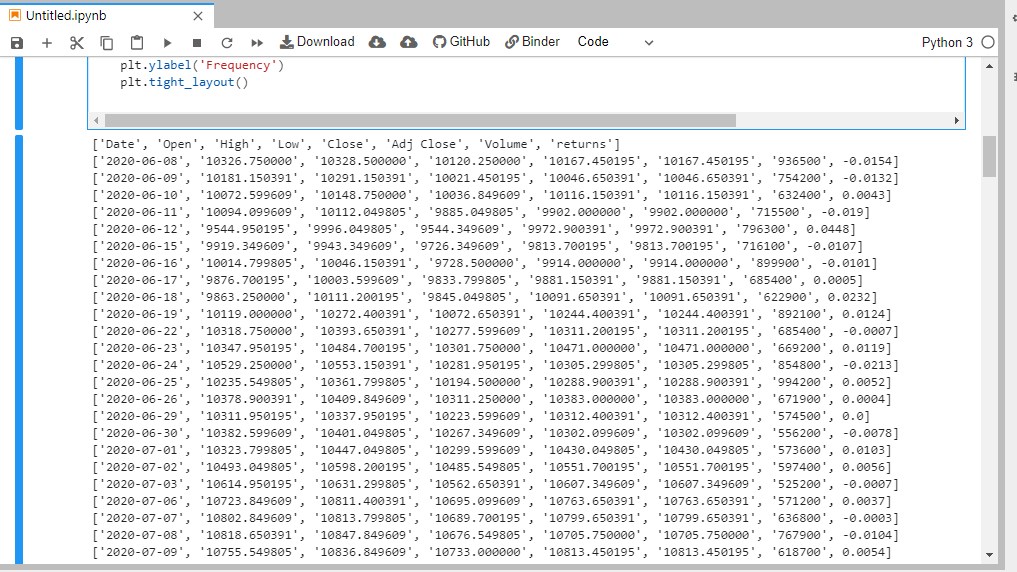 Untitled.ipynb
Download GitHub Binder Code Python 3
plt.ylabel('Frequency')
plt.tight_layout()
['Date', 'Open', 'High', 'Low', 'Close', 'Adj Close', 'Volume', 'returns']
['2020-06-08', '10326.750000', '10328.500000', '10120.250000', '10167.450195', '10167.450195', '936500', -0.0154]
['2020-06-09', '10181.150391', '10291.150391', '10021.450195', '10046.650391', '10046.650391', '754200', -0.0132]
['2020-06-10', '10072.599609', '10148.750000', '10036.849609', '10116.150391', '10116.150391', '632400', 0.0043]
['2020-06-11', '10094.099609', '10112.049805', '9885.049805', '9902.000000', '9902.000000', '715500', -0.019]
['2020-06-12', '9544.950195', '9996.049805', '9544.349609', '9972.900391', '9972.900391', '796300', 0.0448]
['2020-06-15', '9919.349609', '9943.349609', '9726.349609', '9813.700195', '9813.700195', '716100', -0.0107]
['2020-06-16', '10014.799805', '10046.150391', '9728.500000', '9914.000000', '9914.000000', '899900', -0.0101]
['2020-06-17', '9876.700195', '10003.599609', '9833.799805', '9881.150391', '9881.150391', '685400', 0.0005]
['2020-06-18', '9863.250000', '10111.200195', '9845.049805', '10091.650391', '10091.650391', '622900', 0.0232]
['2020-06-19', '10119.000000', '10272.400391', '10072.650391', '10244.400391', '10244.400391', '892100', 0.0124]
['2020-06-22', '10318.750000', '10393.650391', '10277.599609', '10311.200195', '10311.200195', '685400', -0.0007]
['2020-06-23', '10347.950195', '10484.700195', '10301.750000', '10471.000000', '10471.000000', '669200', 0.0119]
['2020-06-24', '10529.250000', '10553.150391', '10281.950195', '10305.299805', '10305.299805', '854800', -0.0213]
['2020-06-25', '10235.549805', '10361.799805', '10194.500000', '10288.900391', '10288.900391', '994200', 0.0052]
['2020-06-26', '10378.900391', '10409.849609', '10311.250000', '10383.000000', '10383.000000', '671900', 0.0004]
['2020-06-29', '10311.950195', '10337.950195', '10223.599609', '10312.400391', '10312.400391', '574500', 0.0]
['2020-06-30', '10382.599609', '10401.049805', '10267.349609', '10302.099609', '10302.099609', '556200', -0.0078]
['2020-07-01', '10323.799805', '10447.049805', '10299.599609', '10430.049805', '10430.049805', '573600', 0.0103]
['2020-07-02', '10493.049805', '10598.200195', '10485.549805', '10551.700195', '10551.700195', '597400', 0.0056]
['2020-07-03', '10614.950195', '10631.299805', '10562.650391', '10607.349609', '10607.349609', '525200', -0.0007]
['2020-07-06', '10723.849609', '10811.400391', '10695.099609', '10763.650391', '10763.650391', '571200', 0.0037]
['2020-07-07', '10802.849609', '10813.799805', '10689.700195', '10799.650391', '10799.650391', '636800', -0.0003]
['2020-07-08', '10818.650391', '10847.849609', '10676.549805', '10705.750000', '10705.750000', '767900', -0.0104]
['2020-07-09', '10755.549805', '10836.849609', '10733.000000', '10813.450195', '10813.450195', '618700', 0.0054]